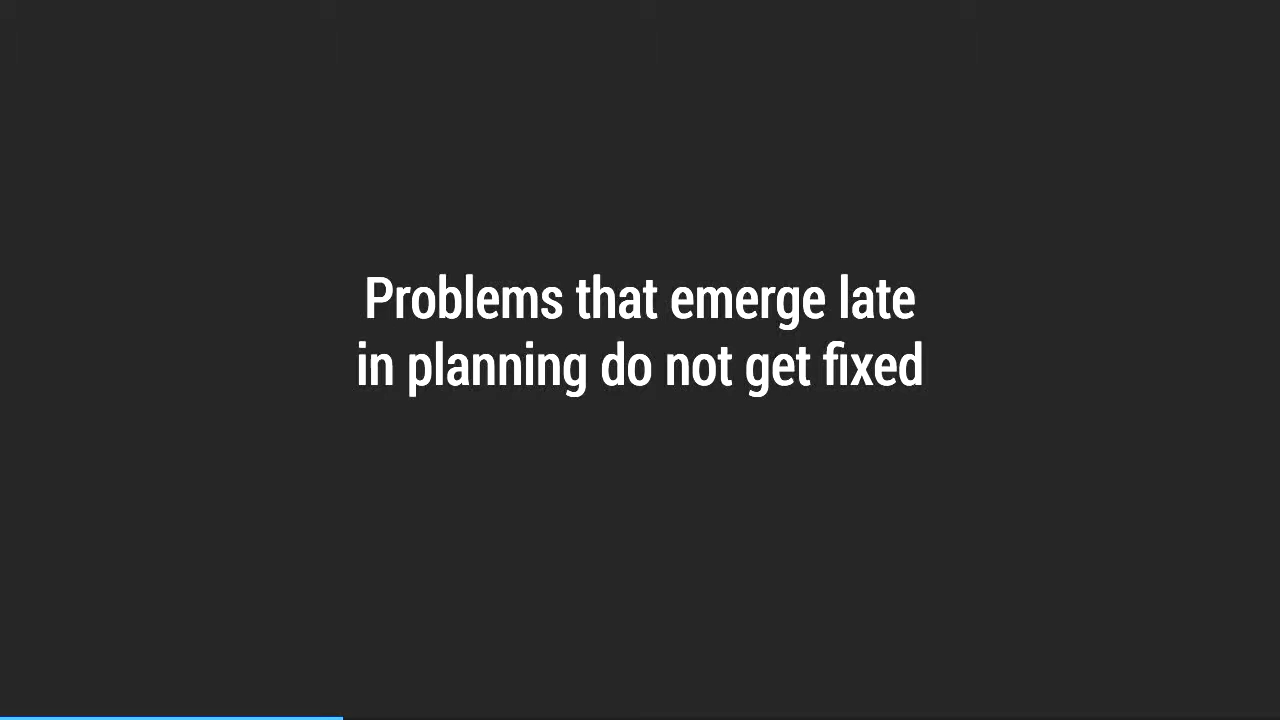 Problems that emerge late
in planning do not get fixed